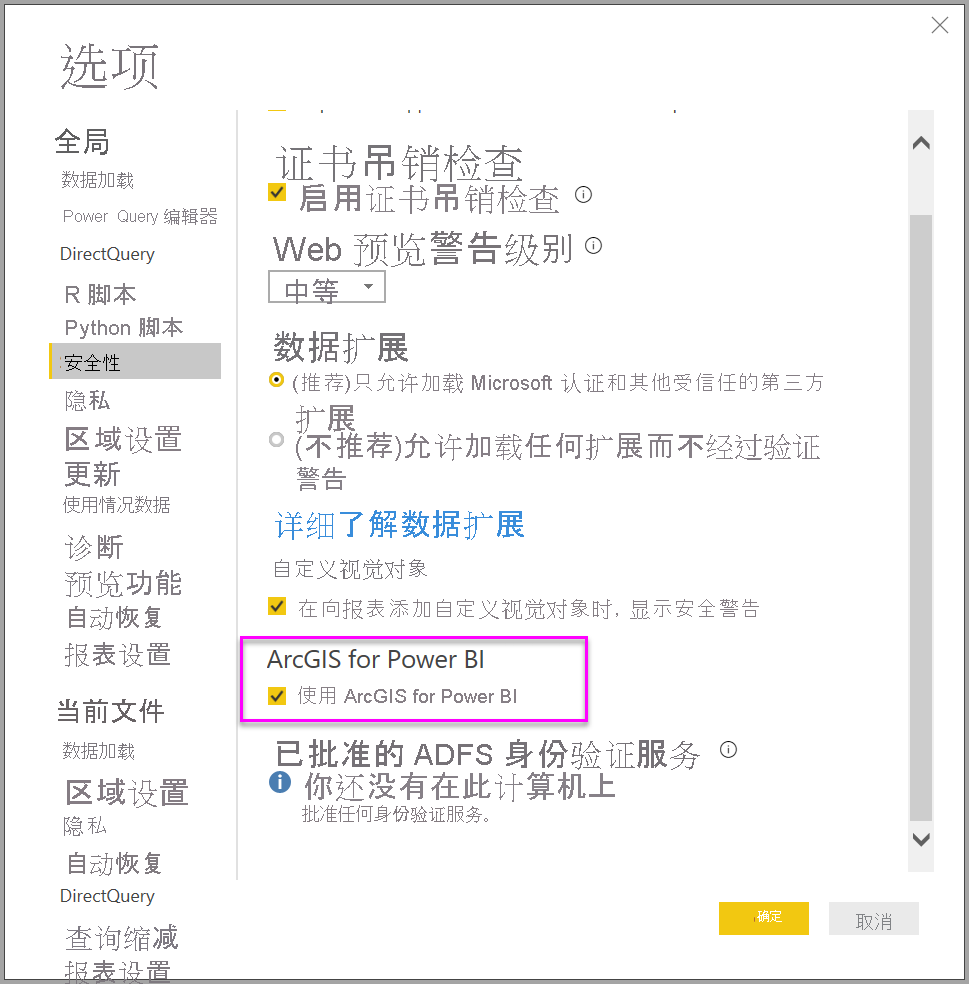 选项
全局
数据加载
Power Query 编辑器
DirectQuery
R 脚本
Python 脚本
安全性
隐私
区域设置
更新
使用情况数据
诊断
预览功能
自动恢复
报表设置
当前文件
数据加载
区域设置
隐私
自动恢复
DirectQuery
查询缩减
报表设置
证书吊销检查
启用证书吊销检查
Web 预览警告级别
中等
数据扩展
(推荐)只允许加载 Microsoft 认证和其他受信任的第三方
扩展
(不推荐)允许加载任何扩展而不经过验证
警告
详细了解数据扩展
自定义视觉对象
在向报表添加自定义视觉对象时, 显示安全警告
ArcGIS for Power BI
使用 ArcGIS for Power BI
已批准的 ADFS 身份验证服务
你还没有在此计算机上
批准任何身份验证服务。
确定
取消